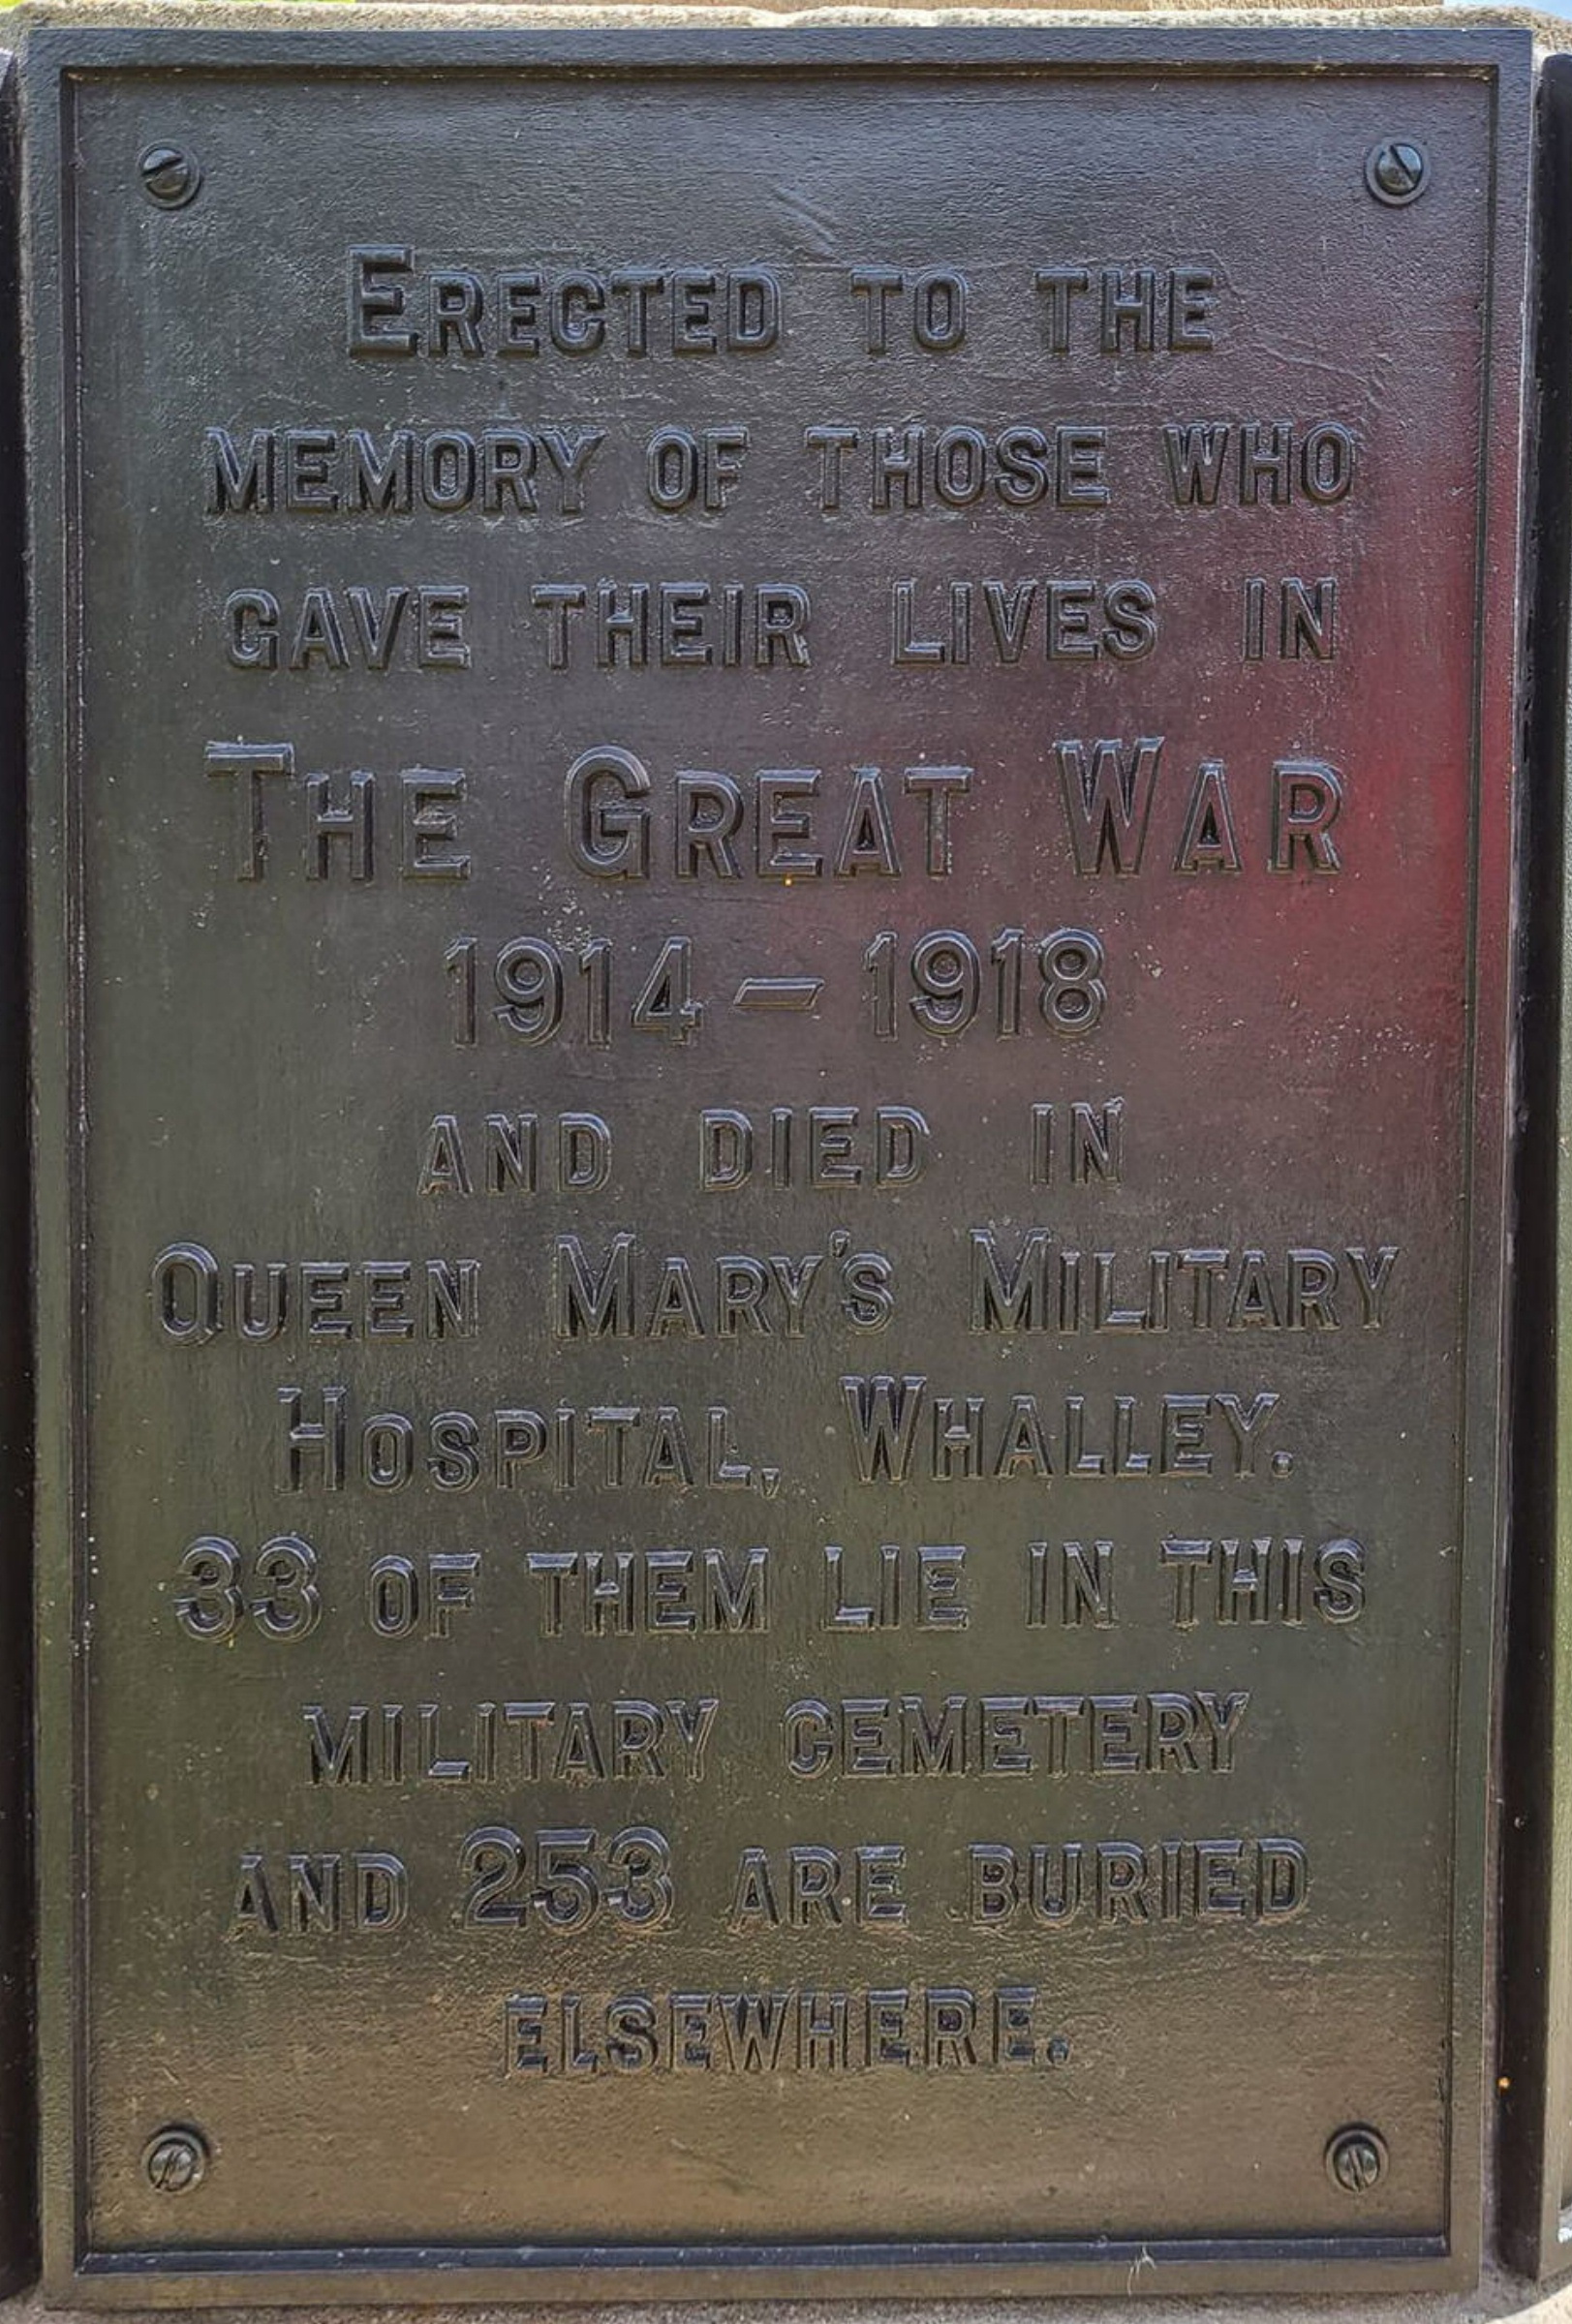 ERECTED TO THE
MEMORY OF THOSE WHO
GAVE THEIR LIVES IN
THE GREAT WAR
1914 – 1918
AND DIED IN
QUEEN MARY'S MILITARY
HOSPITAL, WHALLEY.
33 OF THEM LIE IN THIS
MILITARY CEMETERY
AND 253 ARE BURIED
ELSEWHERE.